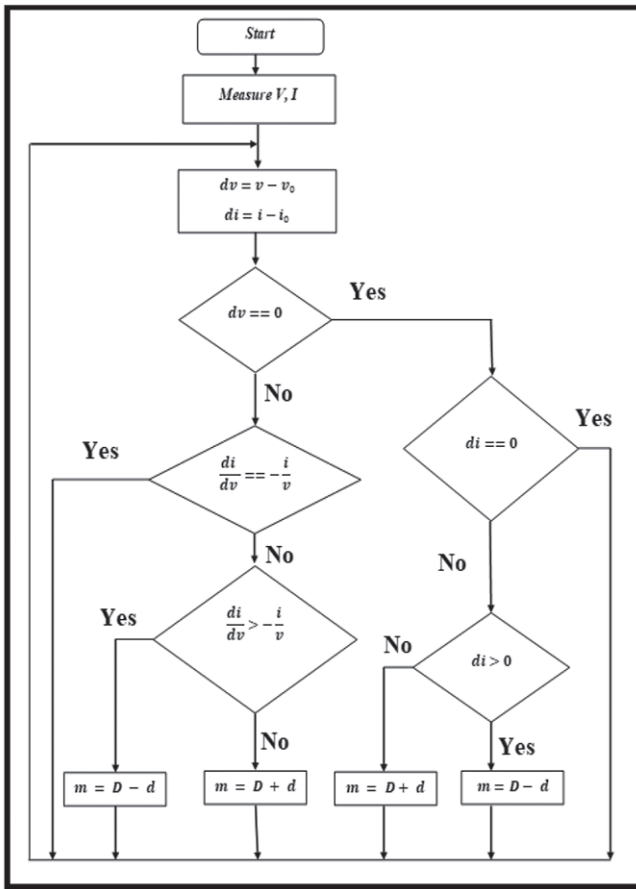 Start
Measure V, I
dv = v − v₀
di = i − i₀
dv == 0
Yes
No
di == 0
Yes
Yes
di/dv == −i/v
No
No
di/dv > −i/v
Yes
No
di > 0
No
Yes
m = D − d
m = D + d
m = D + d
m = D − d